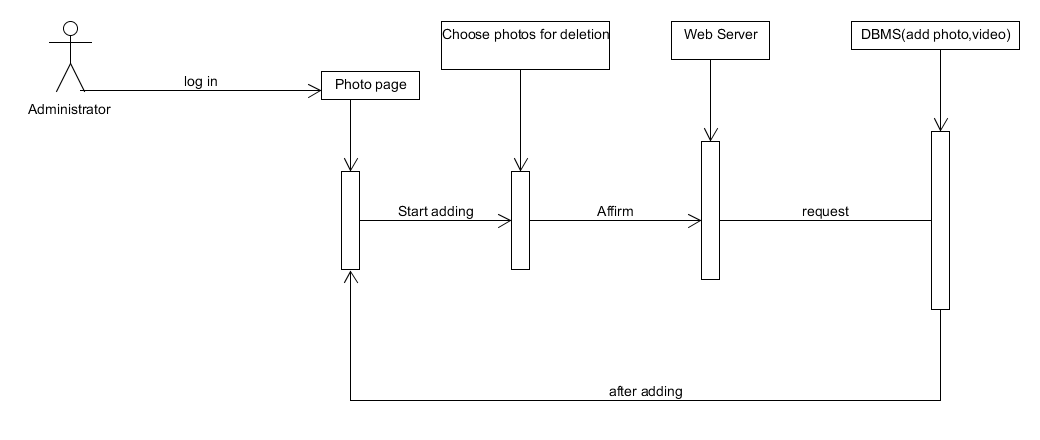 Choose photos for deletion
Web Server
DBMS(add photo,video)
log in
Photo page
Administrator
Start adding
Affirm
request
after adding